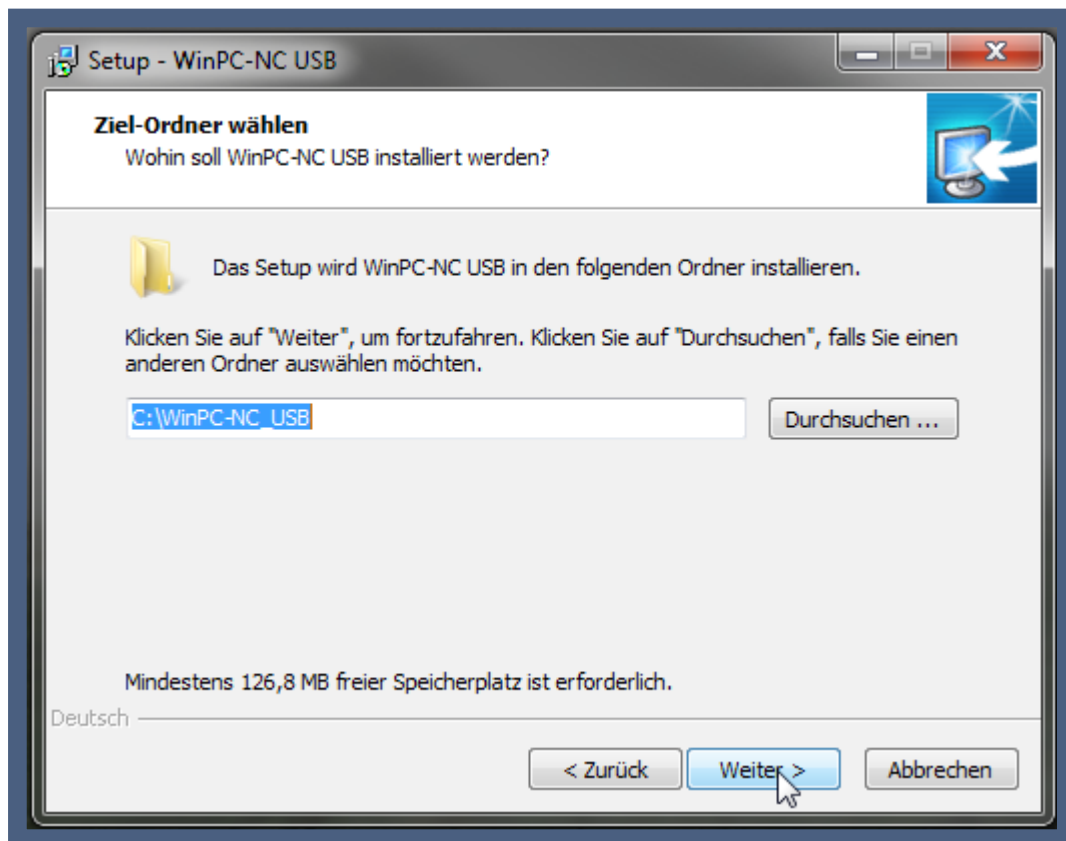 Setup - WinPC-NC USB
Ziel-Ordner wählen
Wohin soll WinPC-NC USB installiert werden?
Das Setup wird WinPC-NC USB in den folgenden Ordner installieren.
Klicken Sie auf "Weiter", um fortzufahren. Klicken Sie auf "Durchsuchen", falls Sie einen
anderen Ordner auswählen möchten.
C:\WinPC-NC_USB
Durchsuchen ...
Mindestens 126,8 MB freier Speicherplatz ist erforderlich.
Deutsch
< Zurück
Weiter >
Abbrechen